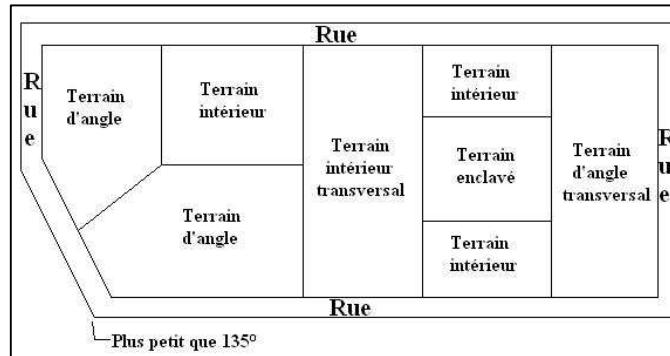 Rue
R
u
e
Terrain
d'angle
Terrain
intérieur
Terrain
d'angle
Terrain
intérieur
transversal
Terrain
intérieur
Terrain
enclavé
Terrain
intérieur
Terrain
d'angle
transversal
R
u
e
Rue
Plus petit que 135°